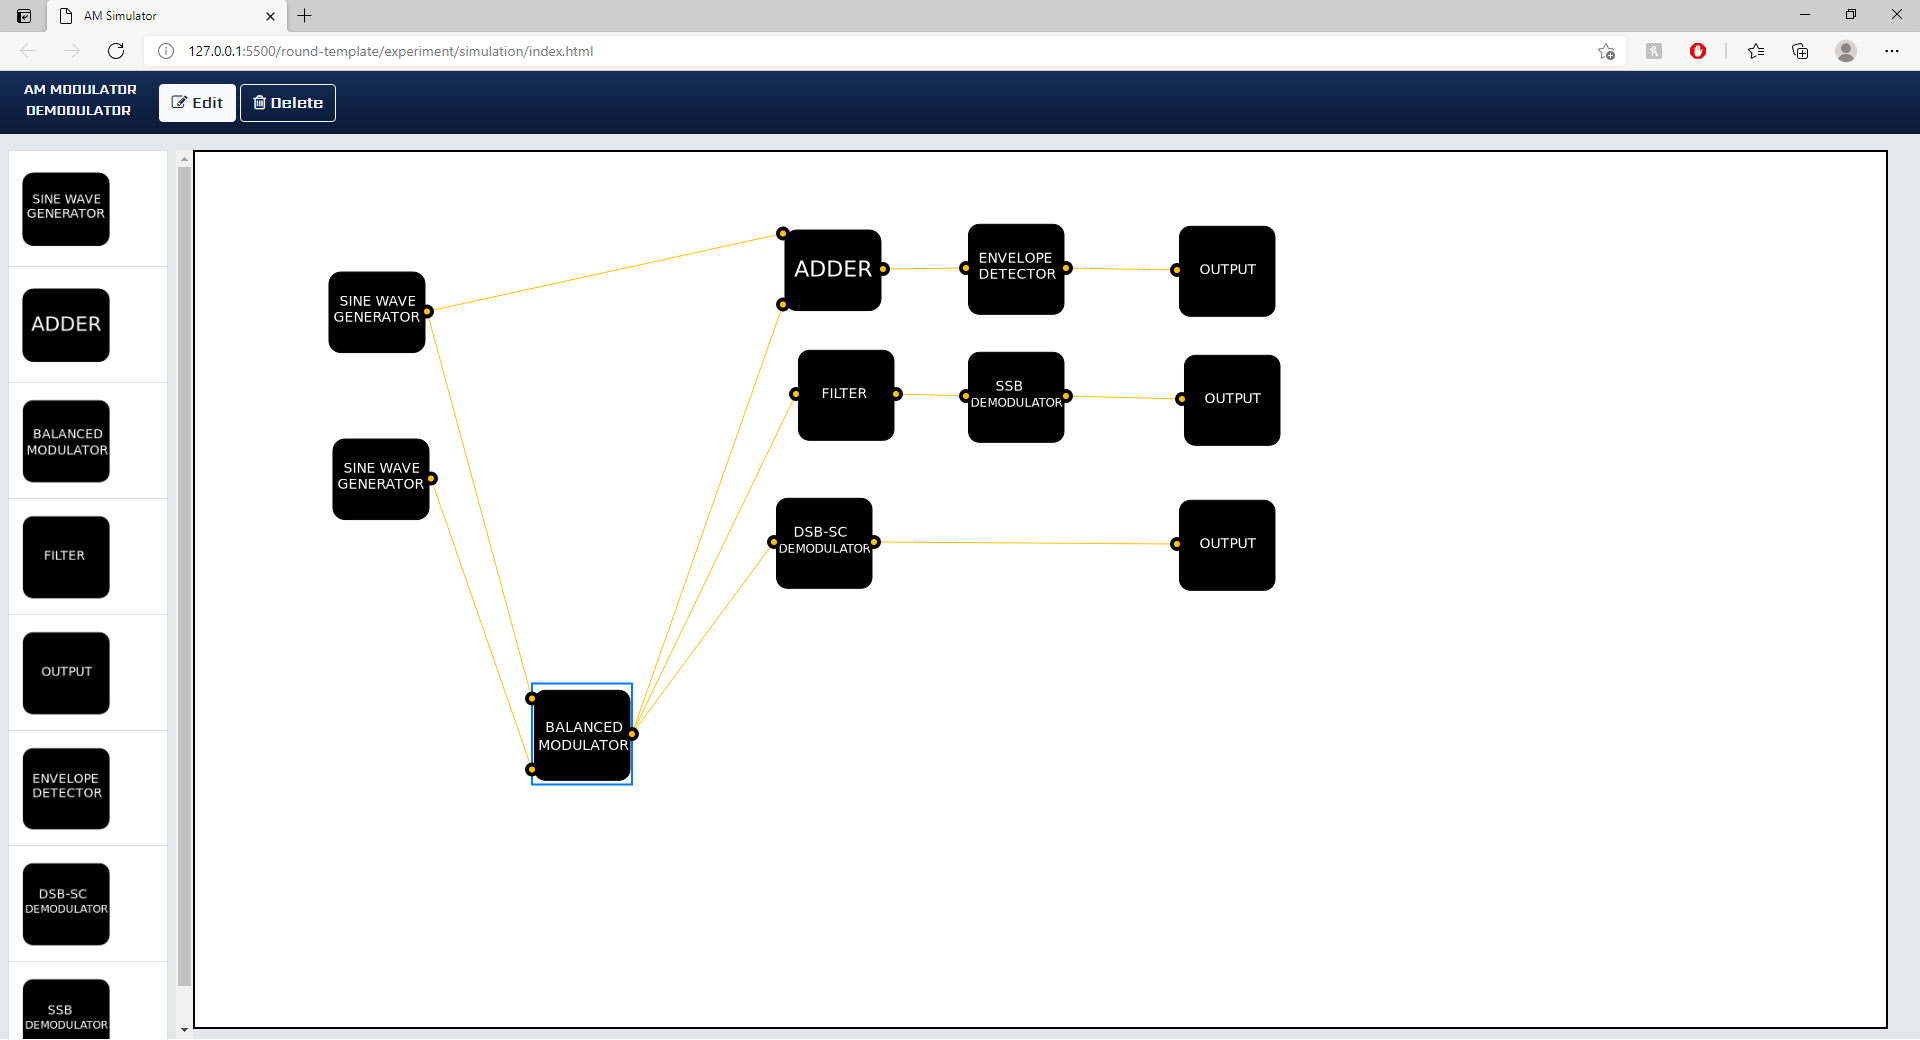 AM Simulator
127.0.0.1:5500/round-template/experiment/simulation/index.html
AM MODULATOR
DEMODULATOR
Edit
Delete
SINE WAVE
GENERATOR
ADDER
BALANCED
MODULATOR
FILTER
OUTPUT
ENVELOPE
DETECTOR
DSB-SC
DEMODULATOR
SSB
DEMODULATOR
SINE WAVE
GENERATOR
ADDER
ENVELOPE
DETECTOR
OUTPUT
FILTER
SSB
DEMODULATOR
OUTPUT
SINE WAVE
GENERATOR
DSB-SC
DEMODULATOR
OUTPUT
BALANCED
MODULATOR